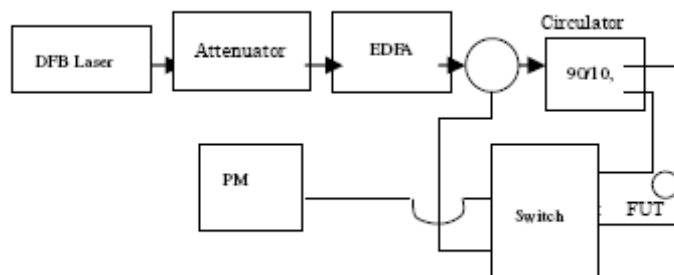 Circulator
DFB Laser
Attenuator
EDFA
90/10,
PM
Switch
FUT